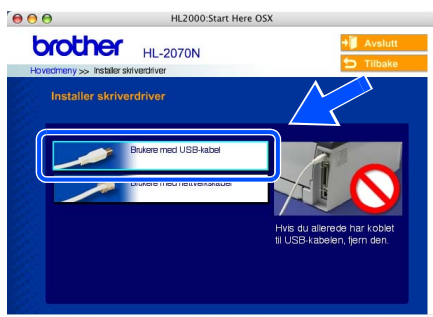 HL2000:Start Here OSX
brother
HL-2070N
Avslutt
Tilbake
Hovedmeny >> Installer skriverdriver
Installer skriverdriver
Brukere med USB-kabel
Brukere med nettverkskabel
Hvis du allerede har koblet
til USB-kabelen, fjern den.